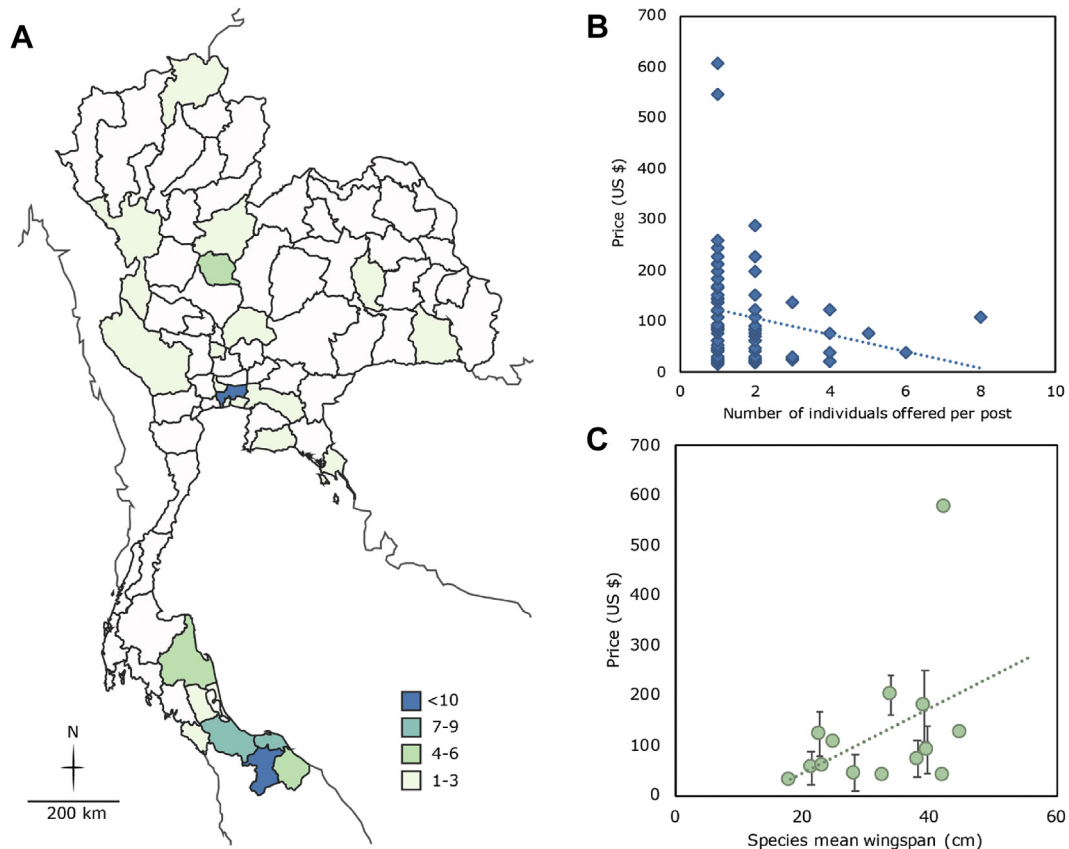 A
N
200 km
<10
7-9
4-6
1-3
B
Price (US $)
700
600
500
400
300
200
100
0
0 2 4 6 8 10
Number of individuals offered per post
C
Price (US $)
700
600
500
400
300
200
100
0
0 20 40 60
Species mean wingspan (cm)